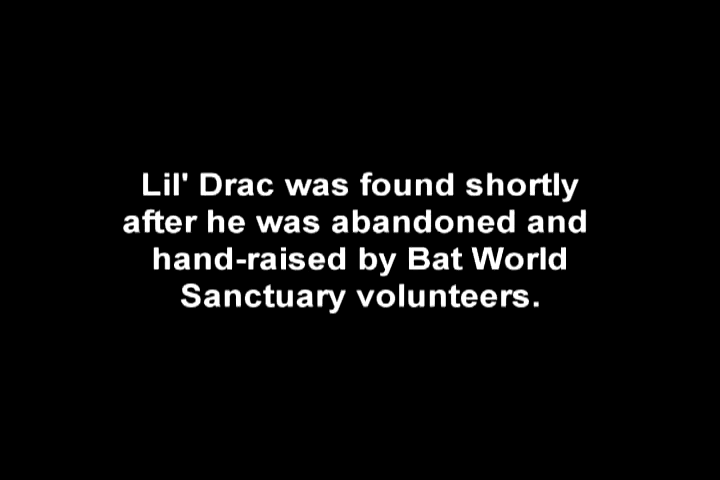 Lil' Drac was found shortly
after he was abandoned and
hand-raised by Bat World
Sanctuary volunteers.